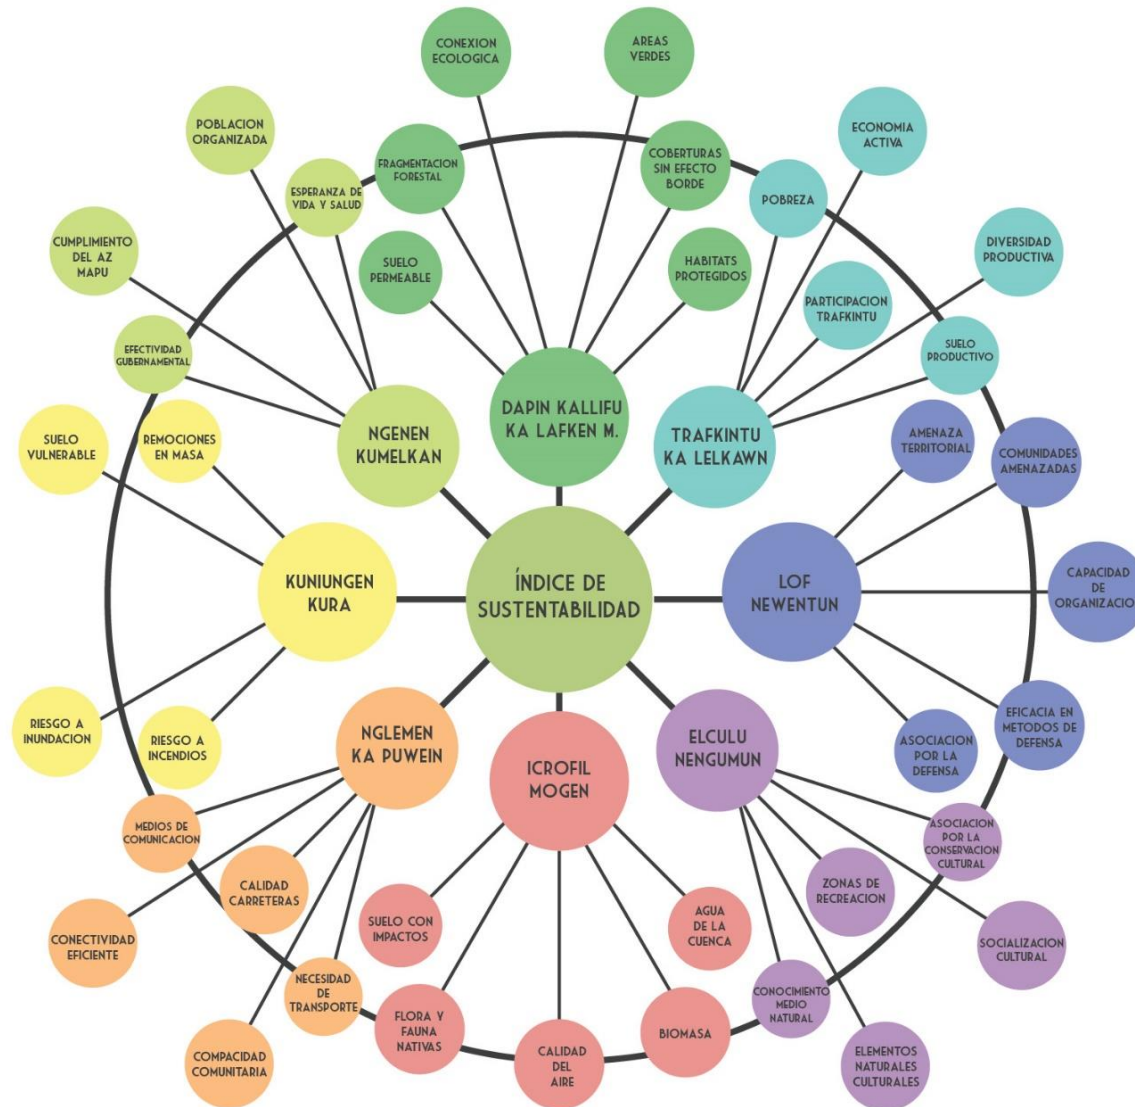 CONEXION
ECOLOGICA
AREAS
VERDES
POBLACION
ORGANIZADA
ECONOMIA
ACTIVA
FRAGMENTACION
FORESTAL
COBERTURAS
SIN EFECTO
BORDE
ESPERANZA DE
VIDA Y SALUD
POBREZA
CUMPLIMIENTO
DEL AZ
MAPU
SUELO
PERMEABLE
HABITATS
PROTEGIDOS
DIVERSIDAD
PRODUCTIVA
PARTICIPACION
TRAFKINTU
EFECTIVIDAD
GUBERNAMENTAL
SUELO
PRODUCTIVO
DAPIN KALLIFU
KA LAFKEN M.
NGENEN
KUMELKAN
TRAFKINTU
KA LELKAWN
SUELO
VULNERABLE
REMOCIONES
EN MASA
AMENAZA
TERRITORIAL
COMUNIDADES
AMENAZADAS
KUNIUNGEN
KURA
ÍNDICE DE
SUSTENTABILIDAD
LOF
NEWENTUN
CAPACIDAD
DE
ORGANIZACIO
RIESGO A
INUNDACION
RIESGO A
INCENDIOS
NGLEMEN
KA PUWEIN
ICROFIL
MOGEN
ELCULU
NENGUMUN
ASOCIACION
POR LA
DEFENSA
EFICACIA EN
METODOS DE
DEFENSA
MEDIOS DE
COMUNICACION
ASOCIACION
POR LA
CONSERVACION
CULTURAL
CALIDAD
CARRETERAS
ZONAS DE
RECREACION
CONECTIVIDAD
EFICIENTE
SUELO CON
IMPACTOS
AGUA
DE LA
CUENCA
SOCIALIZACION
CULTURAL
NECESIDAD
DE
TRANSPORTE
FLORA Y
FAUNA
NATIVAS
BIOMASA
CONOCIMIENTO
MEDIO
NATURAL
COMPACIDAD
COMUNITARIA
CALIDAD
DEL
AIRE
ELEMENTOS
NATURALES
CULTURALES